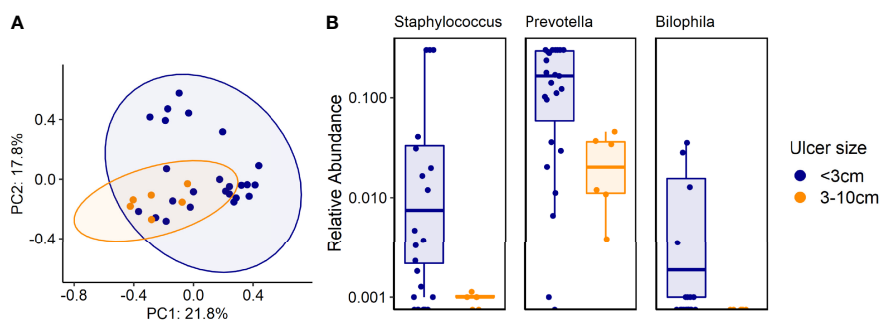 A
B
Staphylococcus
Prevotella
Bilophila
PC2: 17.8%
0.4
0.0
-0.4
-0.8
-0.4
0.0
0.4
PC1: 21.8%
Relative Abundance
0.100
0.010
0.001
Ulcer size
<3cm
3-10cm